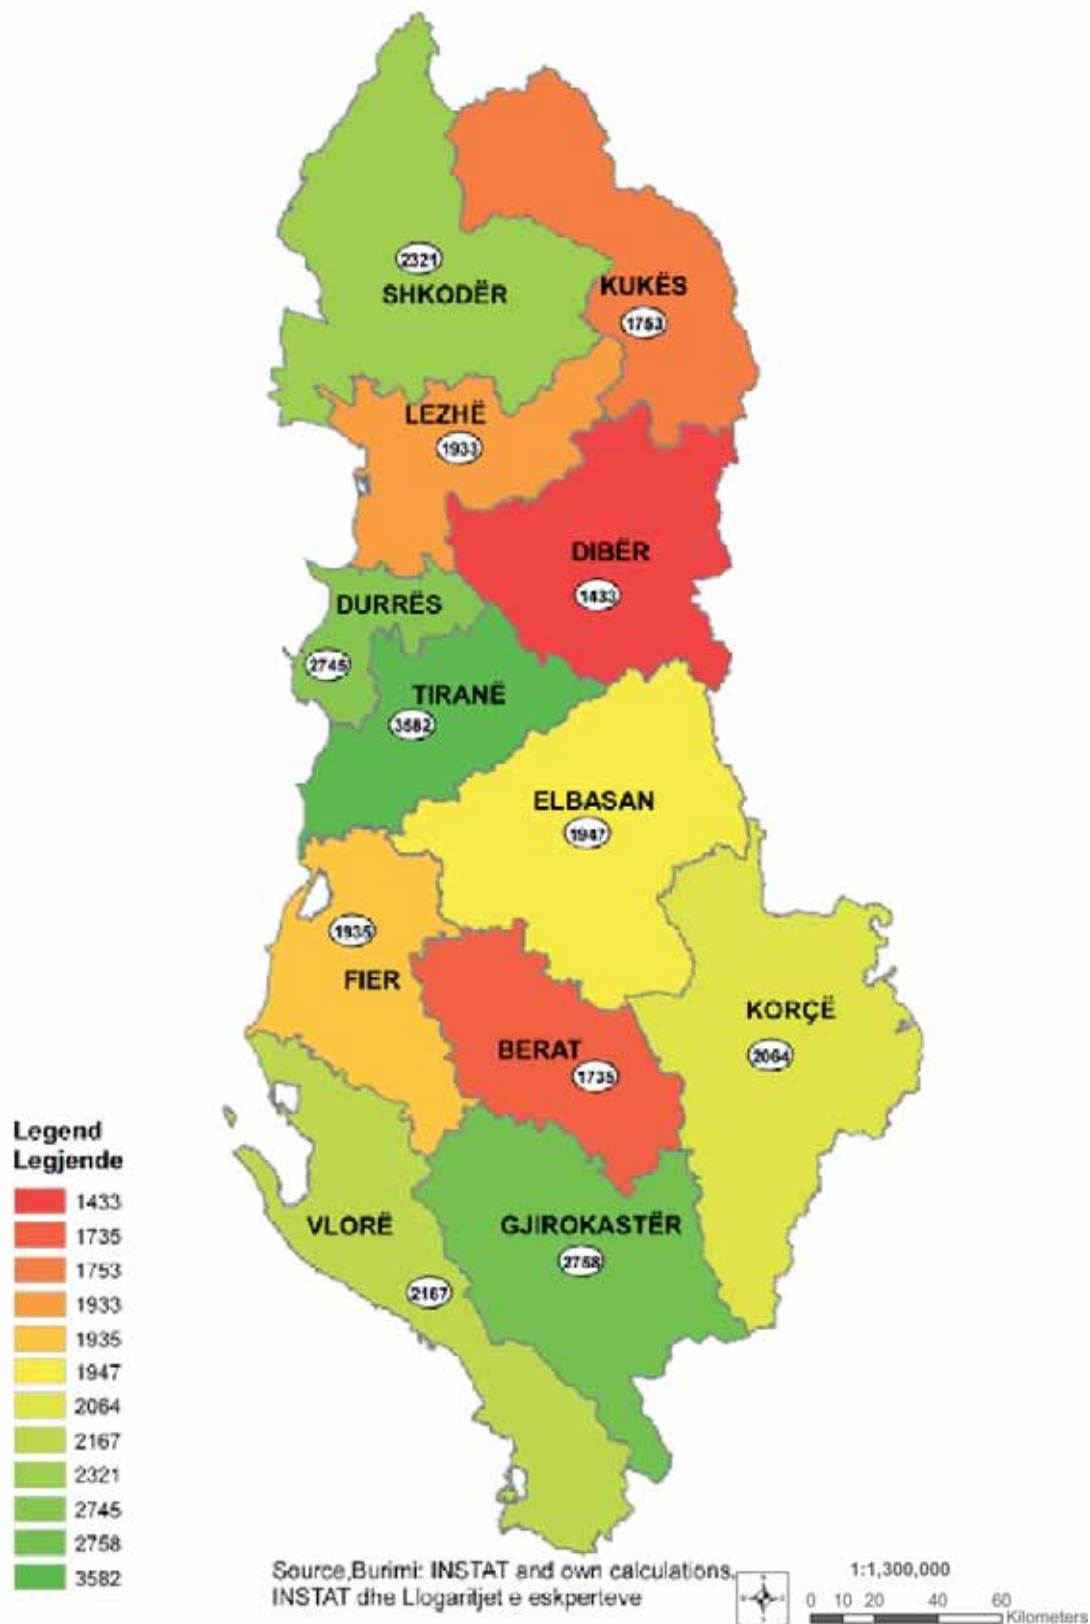 2321
SHKODËR
KUKËS
1753
LEZHË
1933
DIBËR
1433
DURRËS
2745
TIRANË
3582
ELBASAN
1947
1935
FIER
KORÇË
2064
BERAT
1735
VLORË
2167
GJIROKASTËR
2758
Legend
Legjende
1433
1735
1753
1933
1935
1947
2064
2167
2321
2745
2758
3582
Source,Burimi: INSTAT and own calculations,
INSTAT dhe Llogaritjet e eskperteve
1:1,300,000
0 10 20 40 60
Kilometers